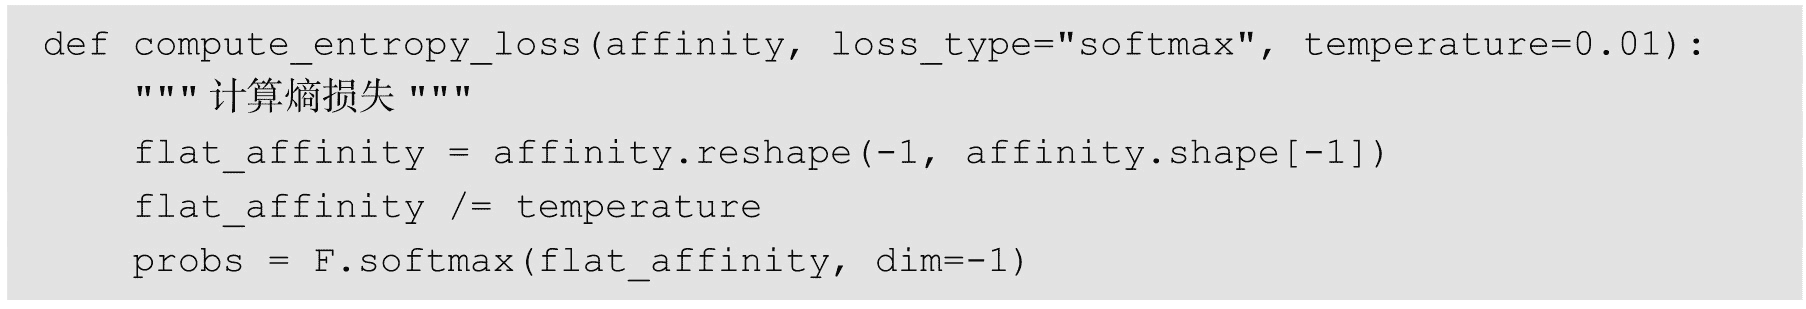 def compute_entropy_loss(affinity, loss_type="softmax", temperature=0.01):
    """ 计算熵损失 """
    flat_affinity = affinity.reshape(-1, affinity.shape[-1])
    flat_affinity /= temperature
    probs = F.softmax(flat_affinity, dim=-1)